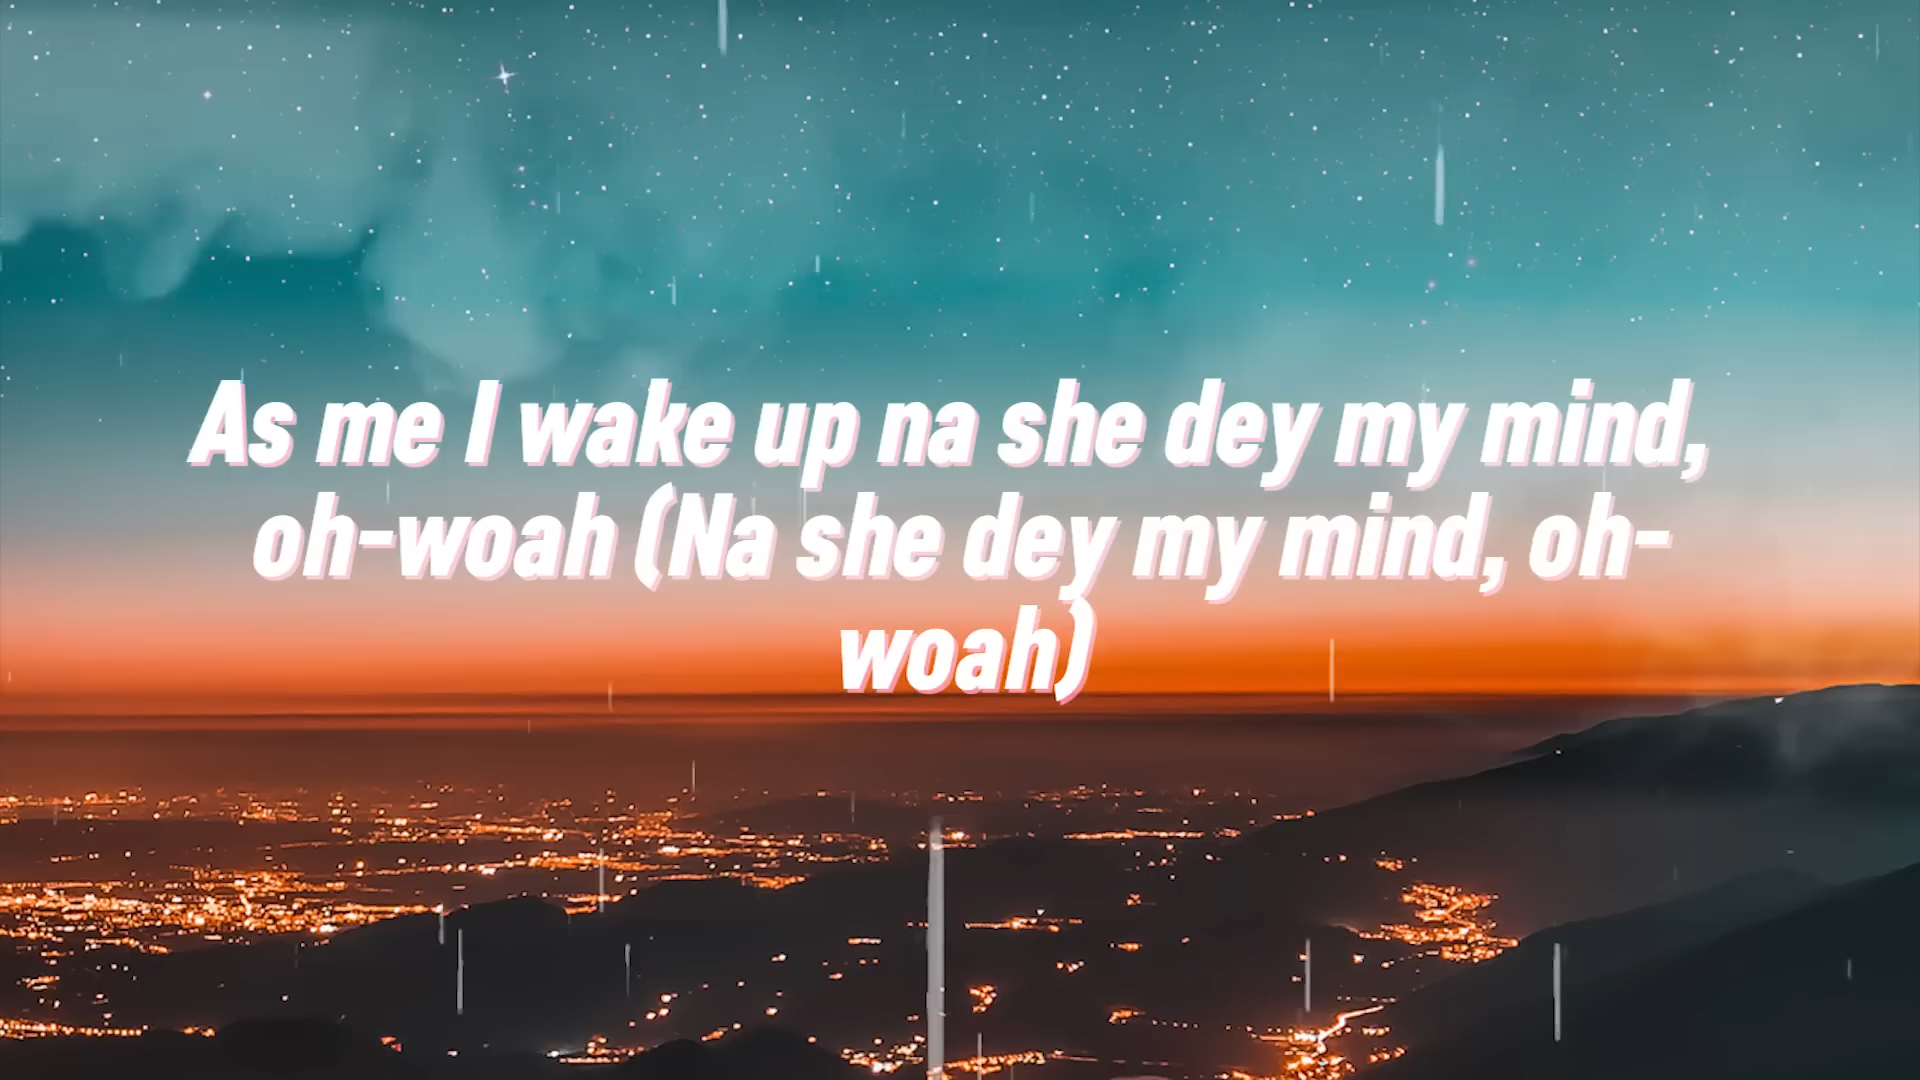 As me I wake up na she dey my mind,
oh-woah (Na she dey my mind, oh-
woah)